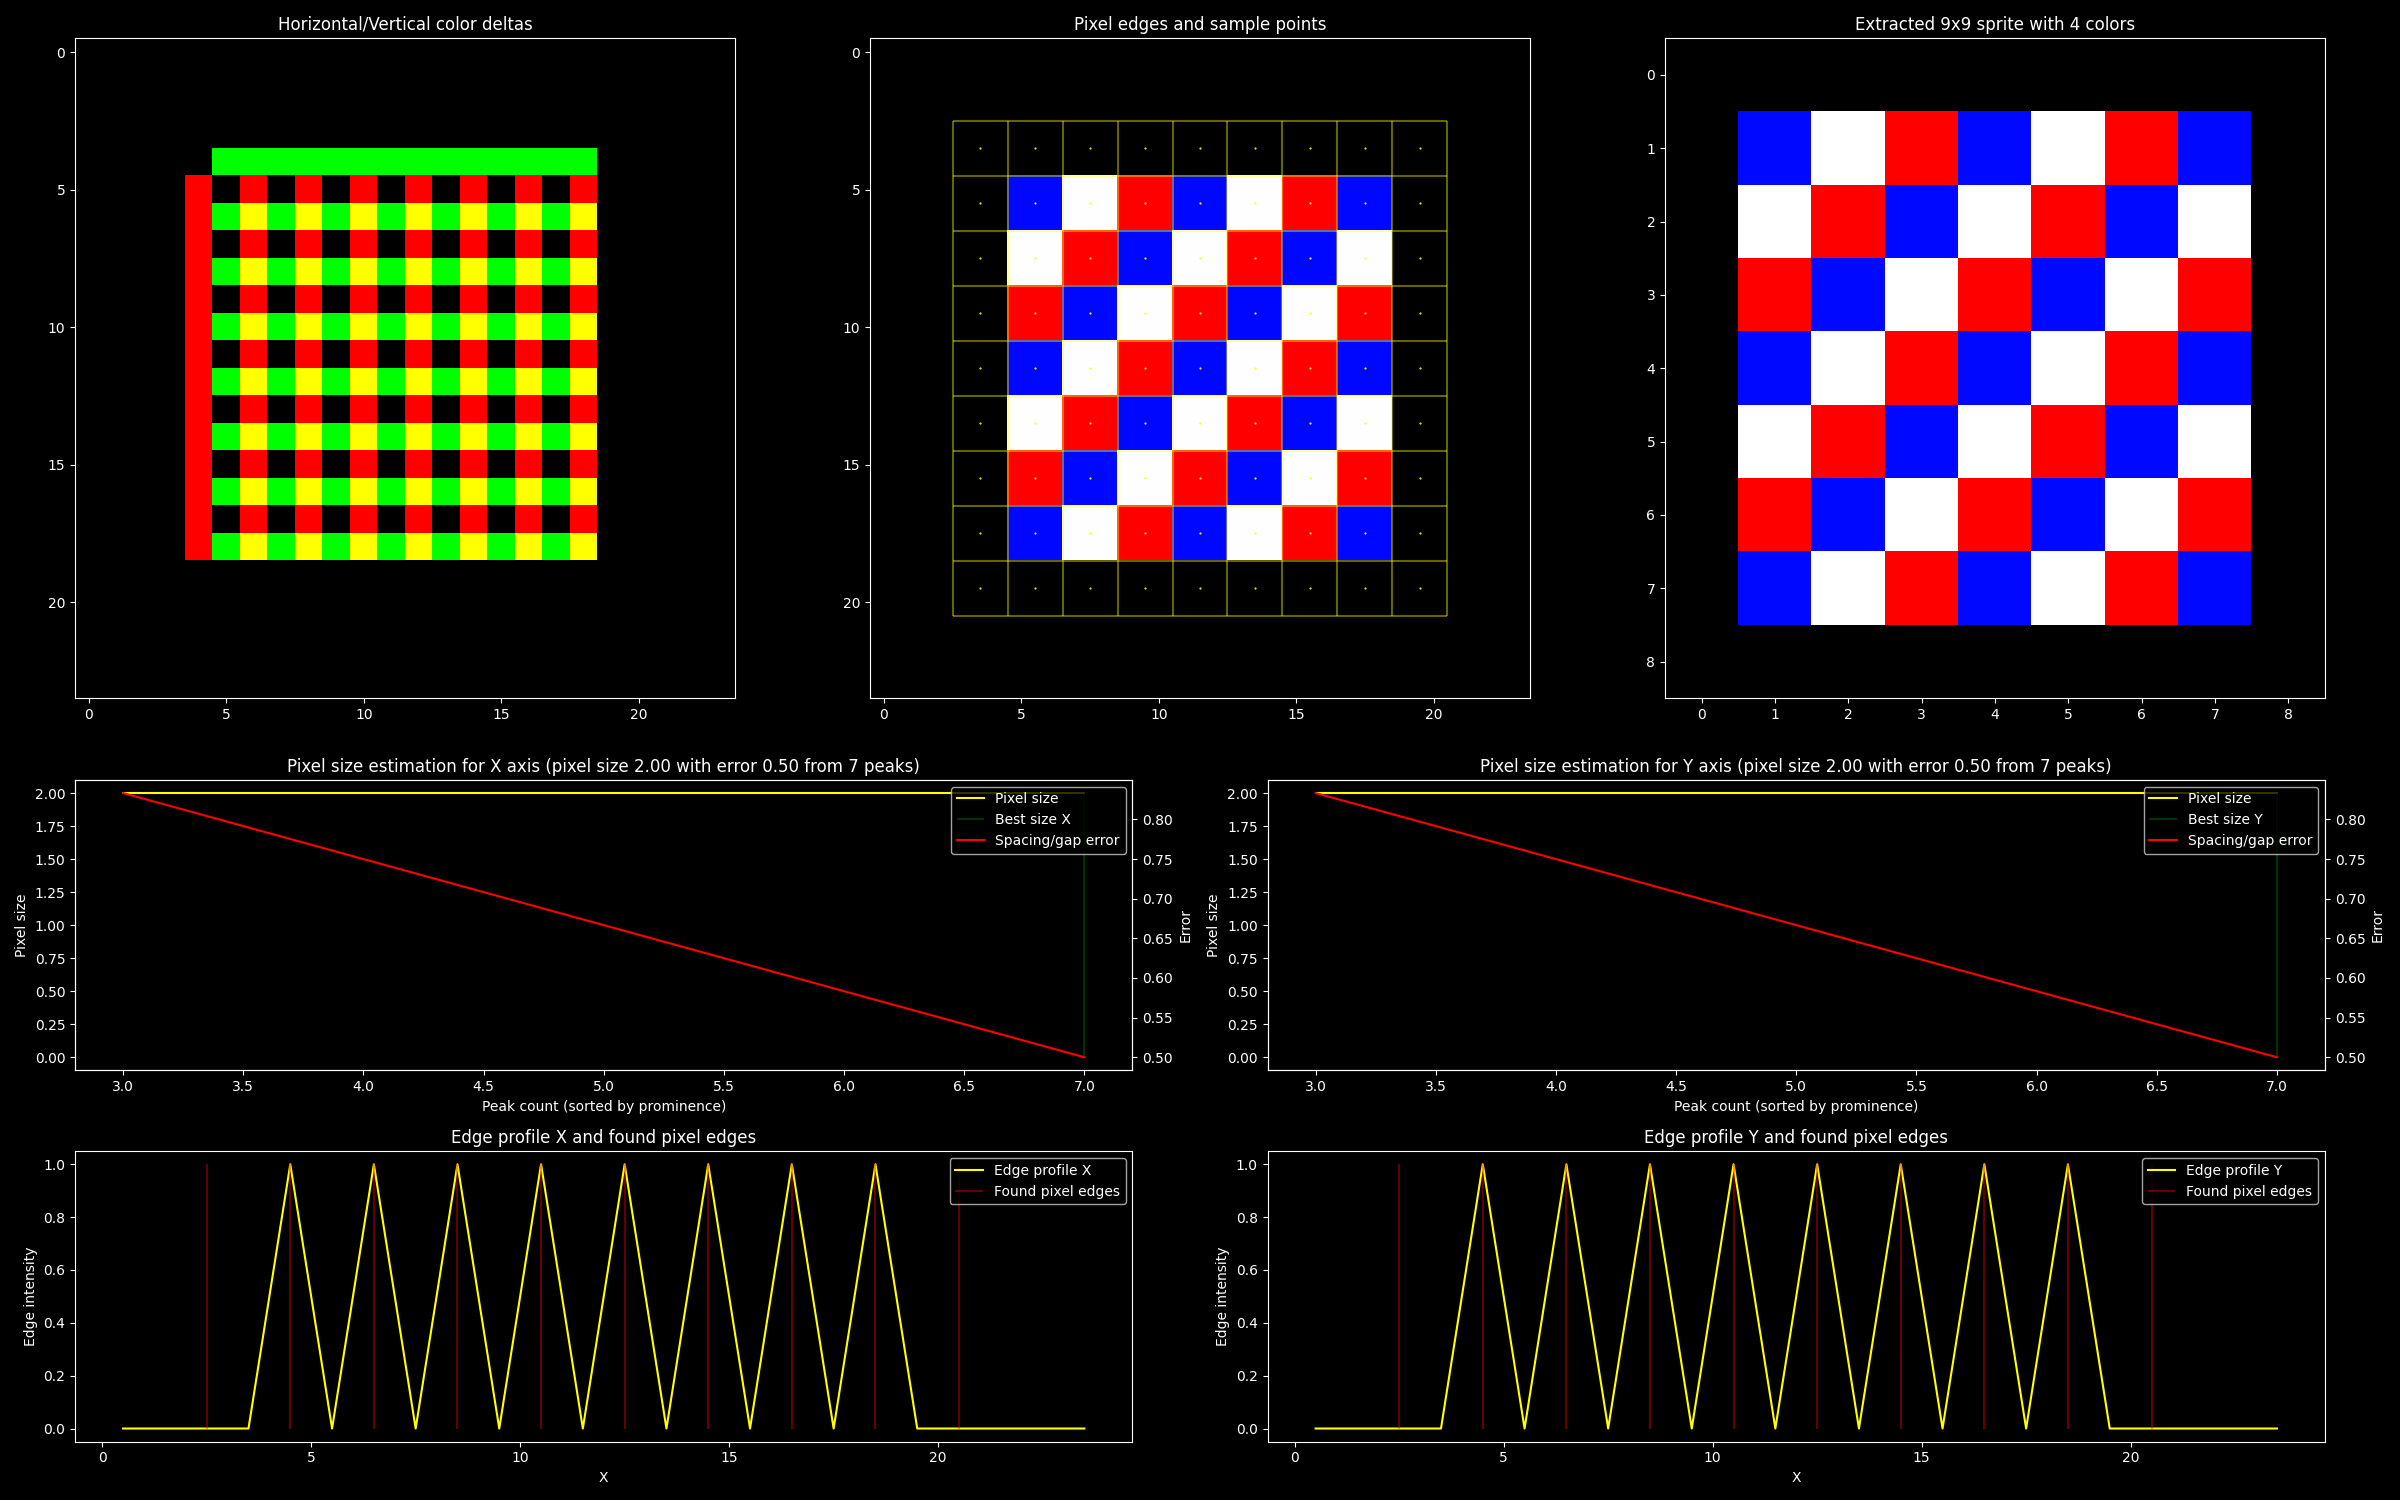 Horizontal/Vertical color deltas
0
5
10
15
20
0 5 10 15 20
Pixel edges and sample points
0
5
10
15
20
0 5 10 15 20
Extracted 9x9 sprite with 4 colors
0
1
2
3
4
5
6
7
8
0 1 2 3 4 5 6 7 8
Pixel size estimation for X axis (pixel size 2.00 with error 0.50 from 7 peaks)
Pixel size
2.00
1.75
1.50
1.25
1.00
0.75
0.50
0.25
0.00
Pixel size
Best size X
Spacing/gap error
0.80
0.75
0.70
0.65
0.60
0.55
0.50
Error
3.0 3.5 4.0 4.5 5.0 5.5 6.0 6.5 7.0
Peak count (sorted by prominence)
Pixel size estimation for Y axis (pixel size 2.00 with error 0.50 from 7 peaks)
Pixel size
2.00
1.75
1.50
1.25
1.00
0.75
0.50
0.25
0.00
Pixel size
Best size Y
Spacing/gap error
0.80
0.75
0.70
0.65
0.60
0.55
0.50
Error
3.0 3.5 4.0 4.5 5.0 5.5 6.0 6.5 7.0
Peak count (sorted by prominence)
Edge profile X and found pixel edges
Edge intensity
1.0
0.8
0.6
0.4
0.2
0.0
Edge profile X
Found pixel edges
0 5 10 15 20
X
Edge profile Y and found pixel edges
Edge intensity
1.0
0.8
0.6
0.4
0.2
0.0
Edge profile Y
Found pixel edges
0 5 10 15 20
X